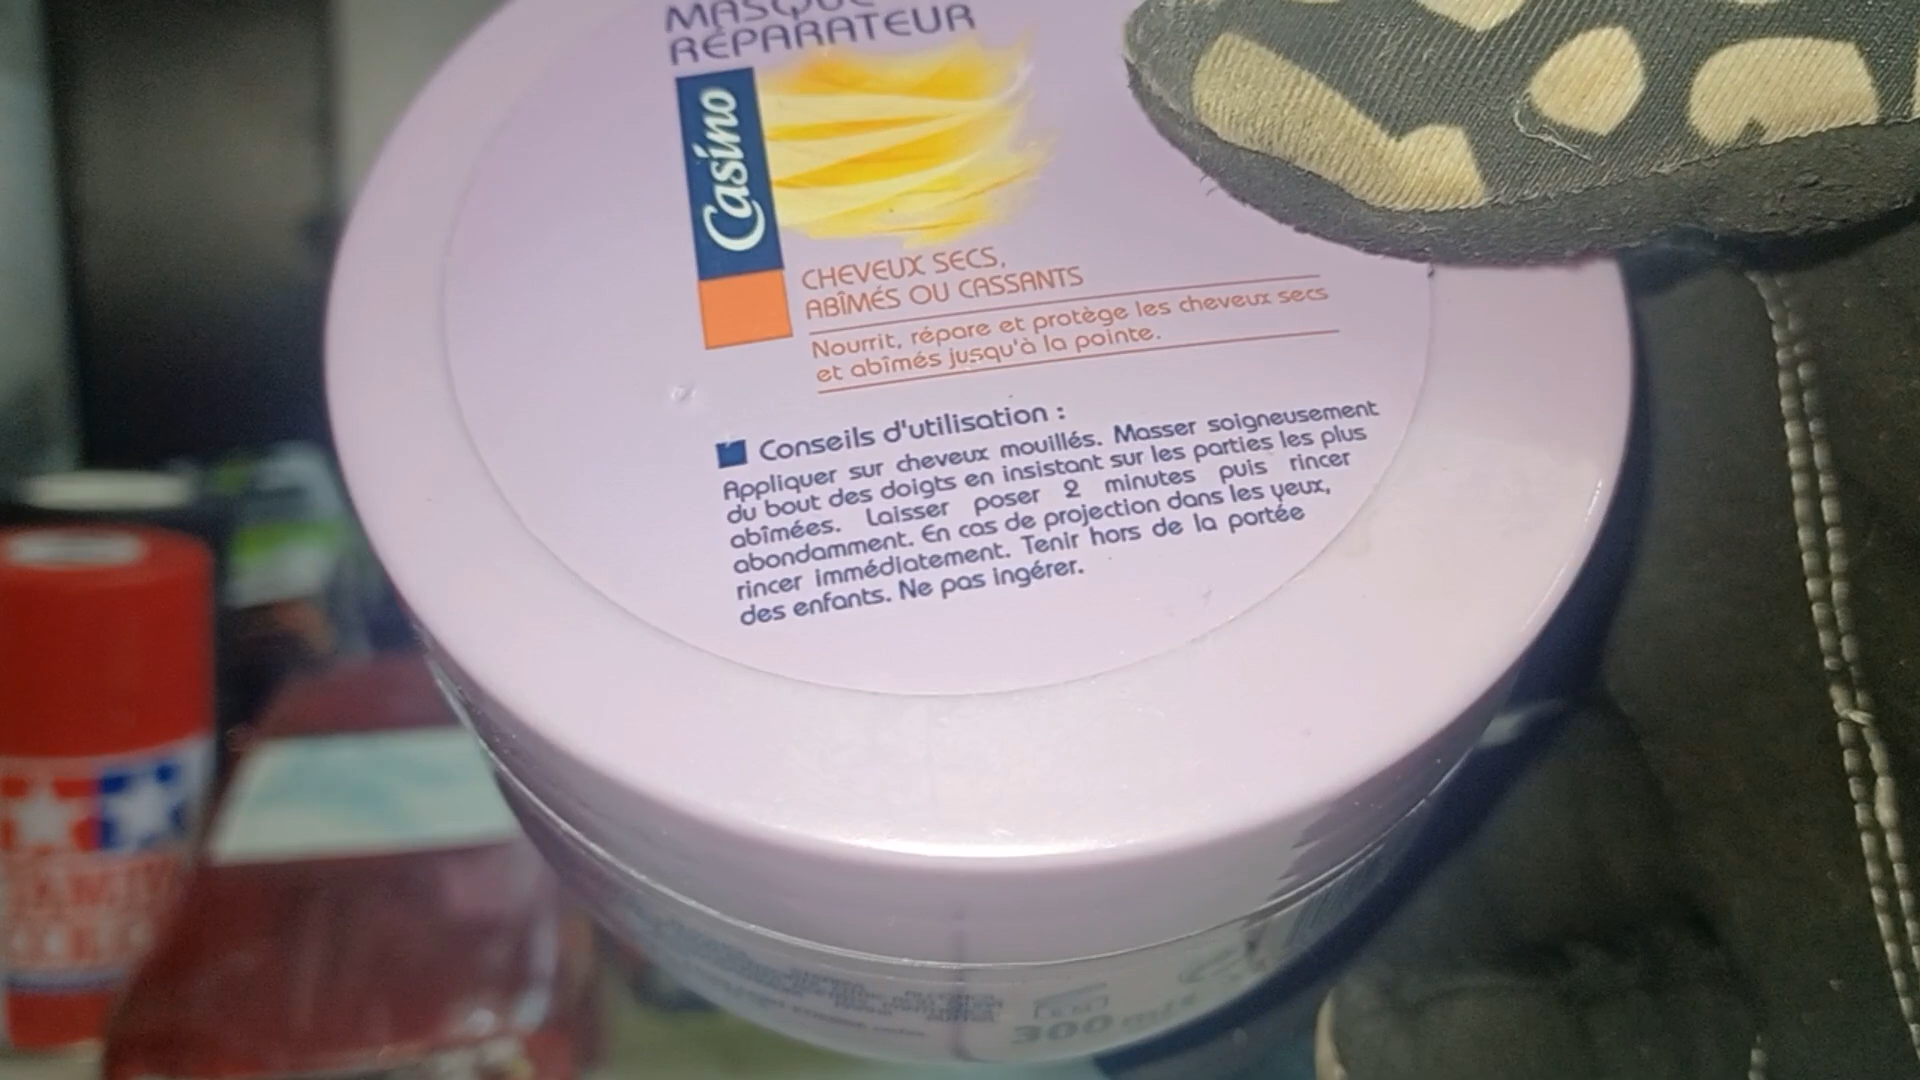 MASQUE
RÉPARATEUR
Casino
CHEVEUX SECS,
ABÎMÉS OU CASSANTS
Nourrit, répare et protège les cheveux secs
et abîmés jusqu'à la pointe.
Conseils d'utilisation :
Appliquer sur cheveux mouillés. Masser soigneusement
du bout des doigts en insistant sur les parties les plus
abîmées. Laisser poser 2 minutes puis rincer
abondamment. En cas de projection dans les yeux,
rincer immédiatement. Tenir hors de la portée
des enfants. Ne pas ingérer.
300 ml